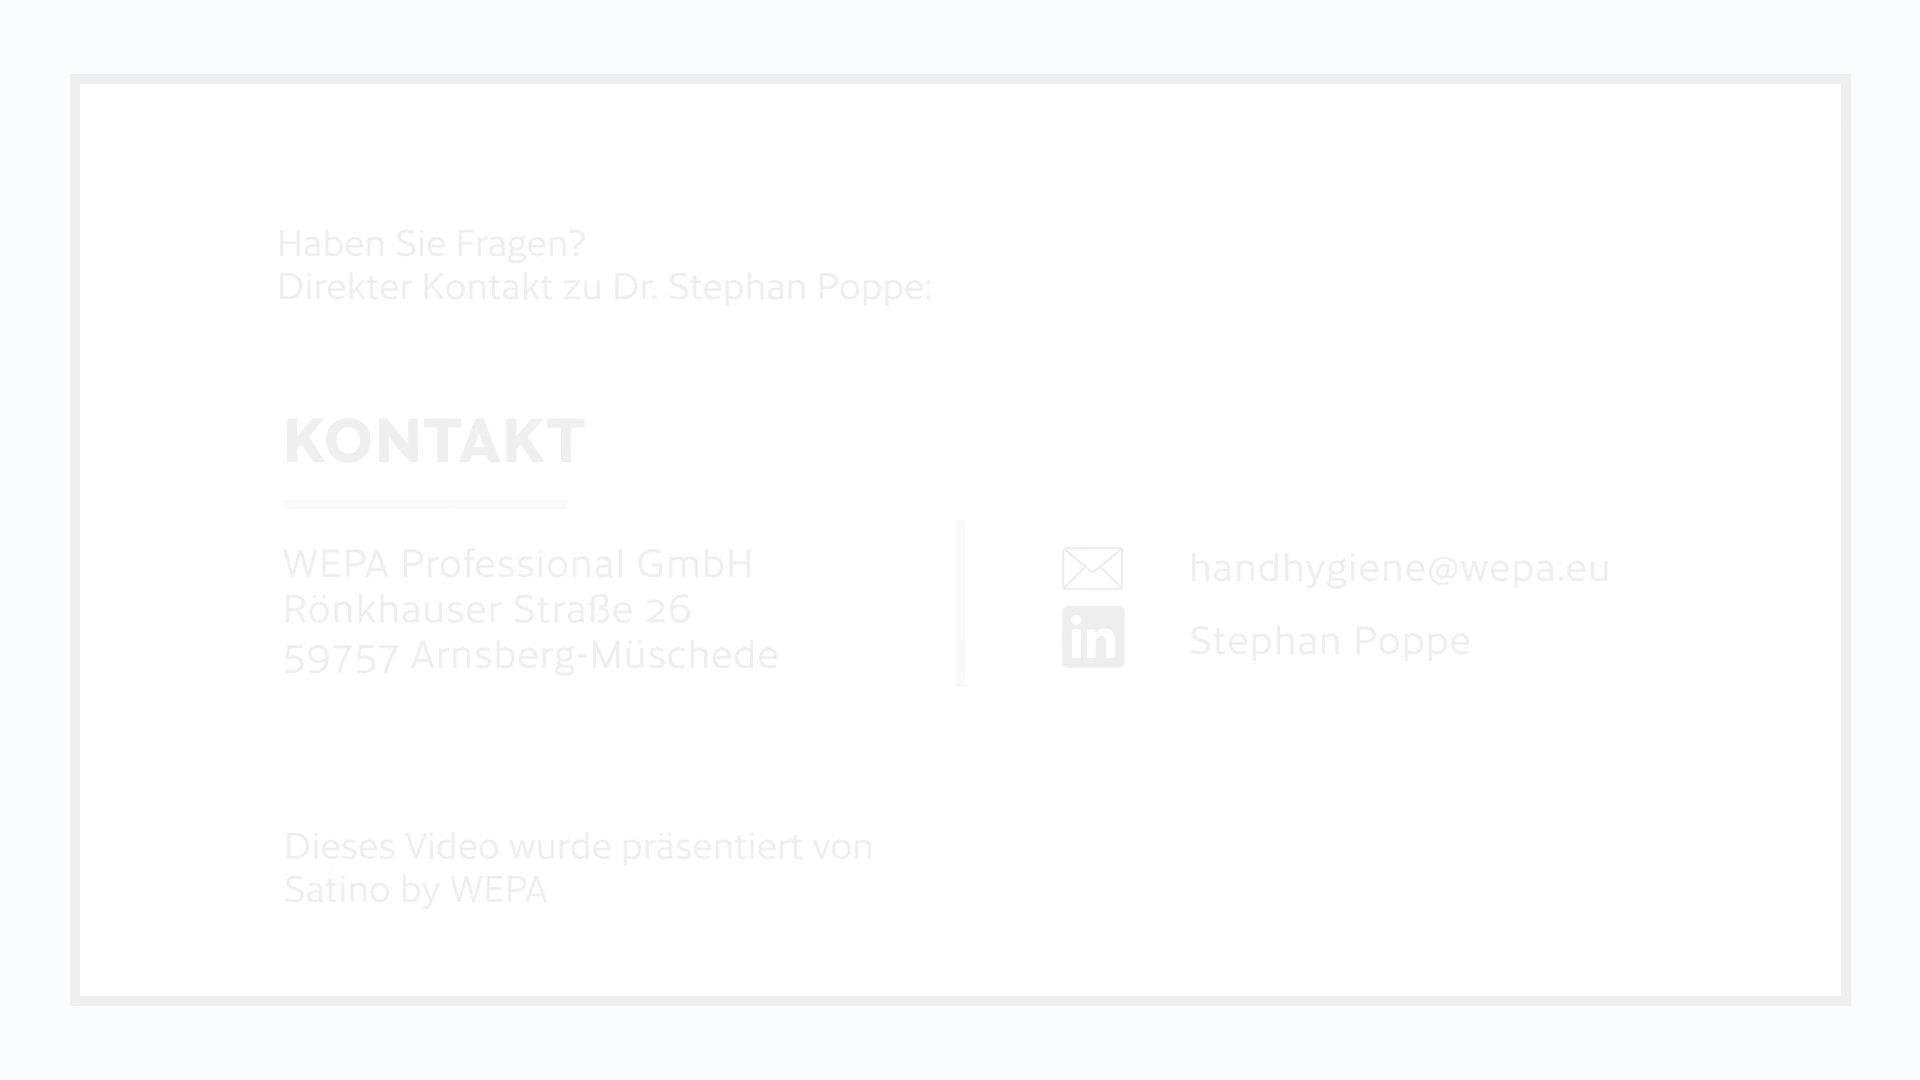 Haben Sie Fragen?
Direkter Kontakt zu Dr. Stephan Poppe:
KONTAKT
WEPA Professional GmbH
Rönkhauser Straße 26
59757 Arnsberg-Müschede
handhygiene@wepa.eu
in
Stephan Poppe
Dieses Video wurde präsentiert von
Satino by WEPA